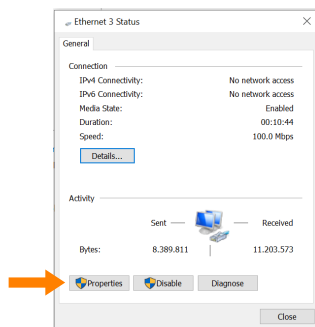 Ethernet 3 Status
General
Connection
IPv4 Connectivity: No network access
IPv6 Connectivity: No network access
Media State: Enabled
Duration: 00:10:44
Speed: 100.0 Mbps
Details...
Activity
Sent Received
Bytes: 8.389.811 11.203.573
Properties Disable Diagnose
Close